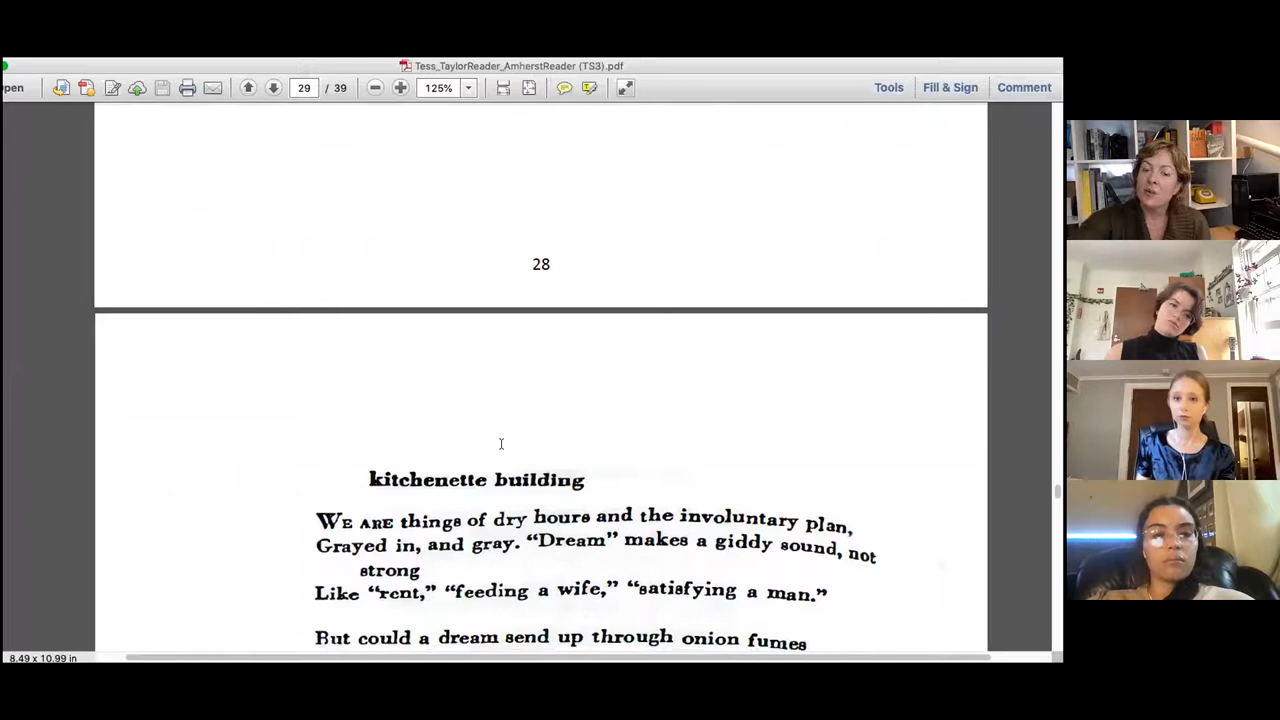 Tess_TaylorReader_AmherstReader (TS3).pdf
pen
29 / 39
125%
Tools
Fill & Sign
Comment
28
kitchenette building
WE ARE things of dry hours and the involuntary plan,
Grayed in, and gray. “Dream” makes a giddy sound, not
strong
Like “rent,” “feeding a wife,” “satisfying a man.”
But could a dream send up through onion fumes
8.49 x 10.99 in